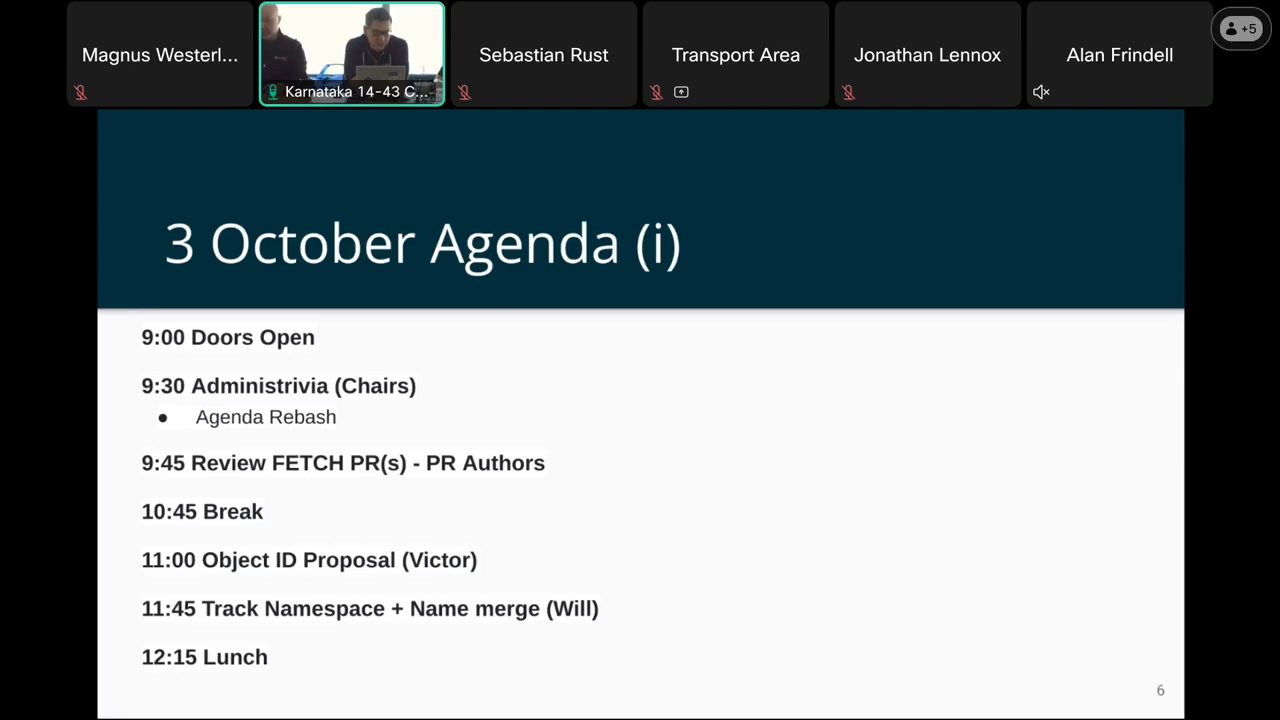 Magnus Westerl...
Karnataka 14-43 C...
Sebastian Rust
Transport Area
Jonathan Lennox
Alan Frindell
+5
3 October Agenda (i)
9:00 Doors Open
9:30 Administrivia (Chairs)
● Agenda Rebash
9:45 Review FETCH PR(s) - PR Authors
10:45 Break
11:00 Object ID Proposal (Victor)
11:45 Track Namespace + Name merge (Will)
12:15 Lunch
6